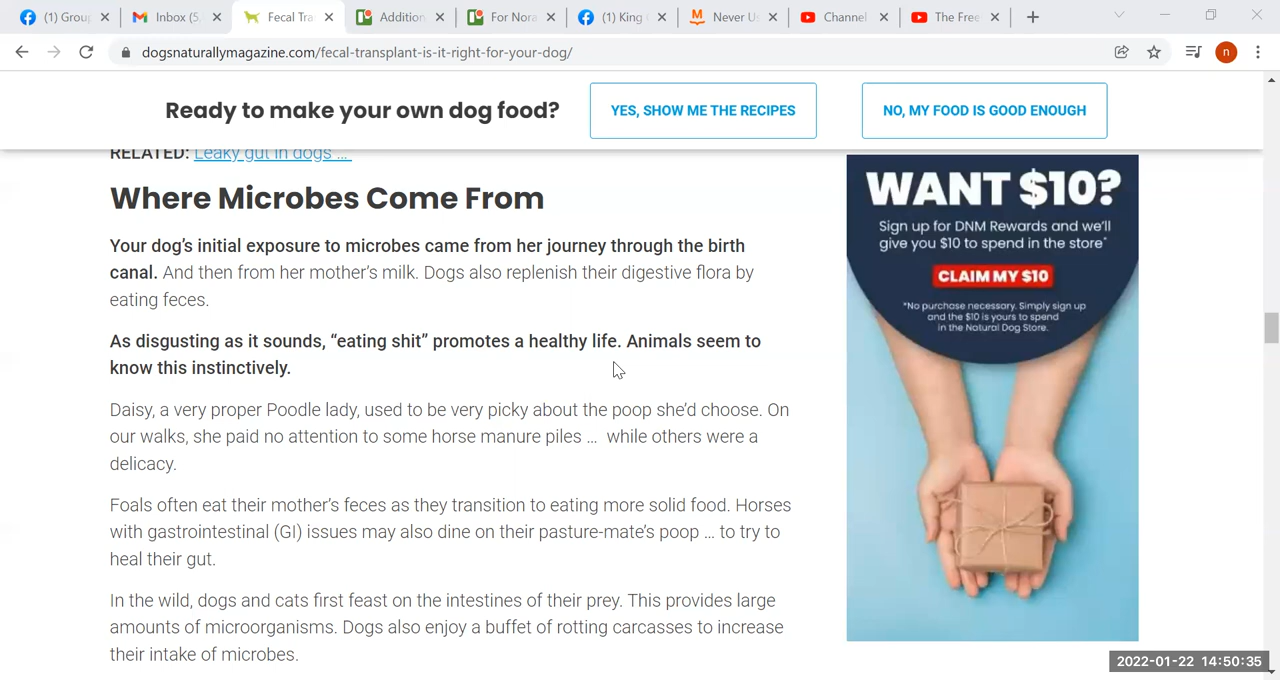 (1) Group
Inbox (5,
Fecal Tra
Addition
For Nora
(1) King
Never U
Channel
The Free
dogsnaturallymagazine.com/fecal-transplant-is-it-right-for-your-dog/
n
Ready to make your own dog food?
YES, SHOW ME THE RECIPES
NO, MY FOOD IS GOOD ENOUGH
RELATED: Leaky gut in dogs …
Where Microbes Come From
Your dog’s initial exposure to microbes came from her journey through the birth
canal. And then from her mother’s milk. Dogs also replenish their digestive flora by
eating feces.
As disgusting as it sounds, “eating shit” promotes a healthy life. Animals seem to
know this instinctively.
Daisy, a very proper Poodle lady, used to be very picky about the poop she’d choose. On
our walks, she paid no attention to some horse manure piles …  while others were a
delicacy.
Foals often eat their mother’s feces as they transition to eating more solid food. Horses
with gastrointestinal (GI) issues may also dine on their pasture-mate’s poop … to try to
heal their gut.
In the wild, dogs and cats first feast on the intestines of their prey. This provides large
amounts of microorganisms. Dogs also enjoy a buffet of rotting carcasses to increase
their intake of microbes.
WANT $10?
Sign up for DNM Rewards and we’ll
give you $10 to spend in the store*
CLAIM MY $10
*No purchase necessary. Simply sign up
and the $10 is yours to spend
in the Natural Dog Store.
2022-01-22 14:50:35